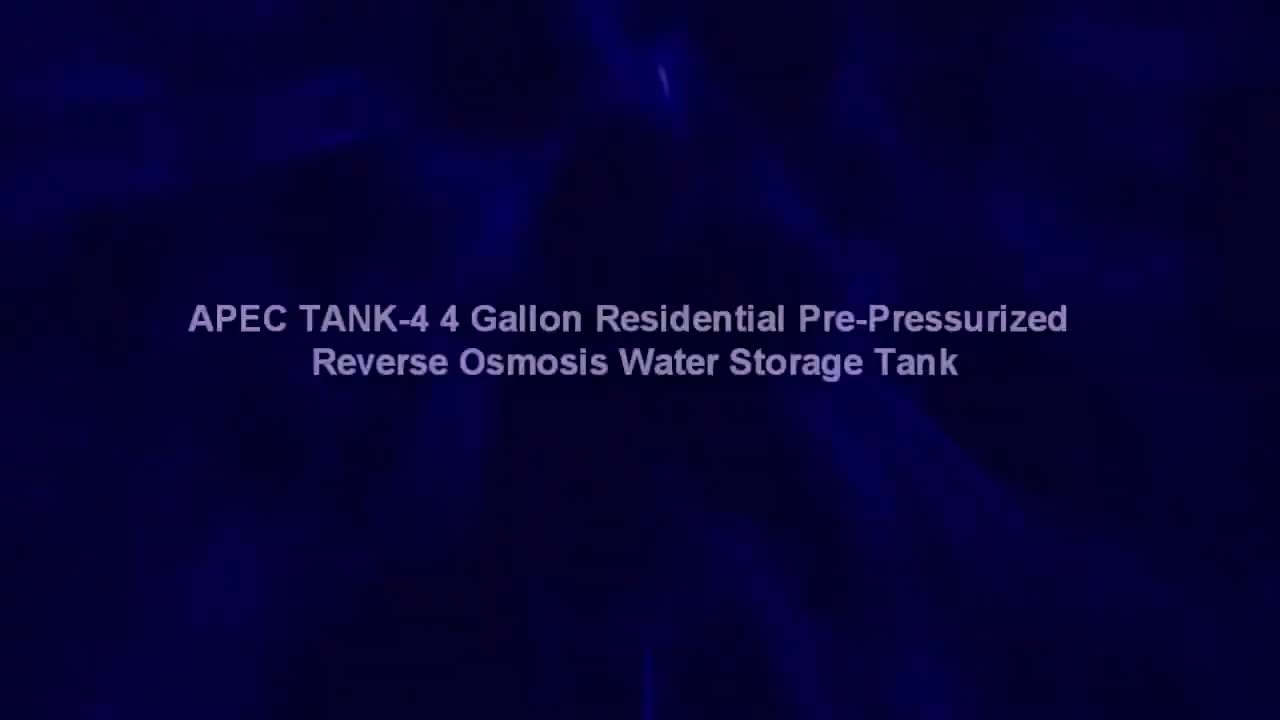 APEC TANK-4 4 Gallon Residential Pre-Pressurized
Reverse Osmosis Water Storage Tank